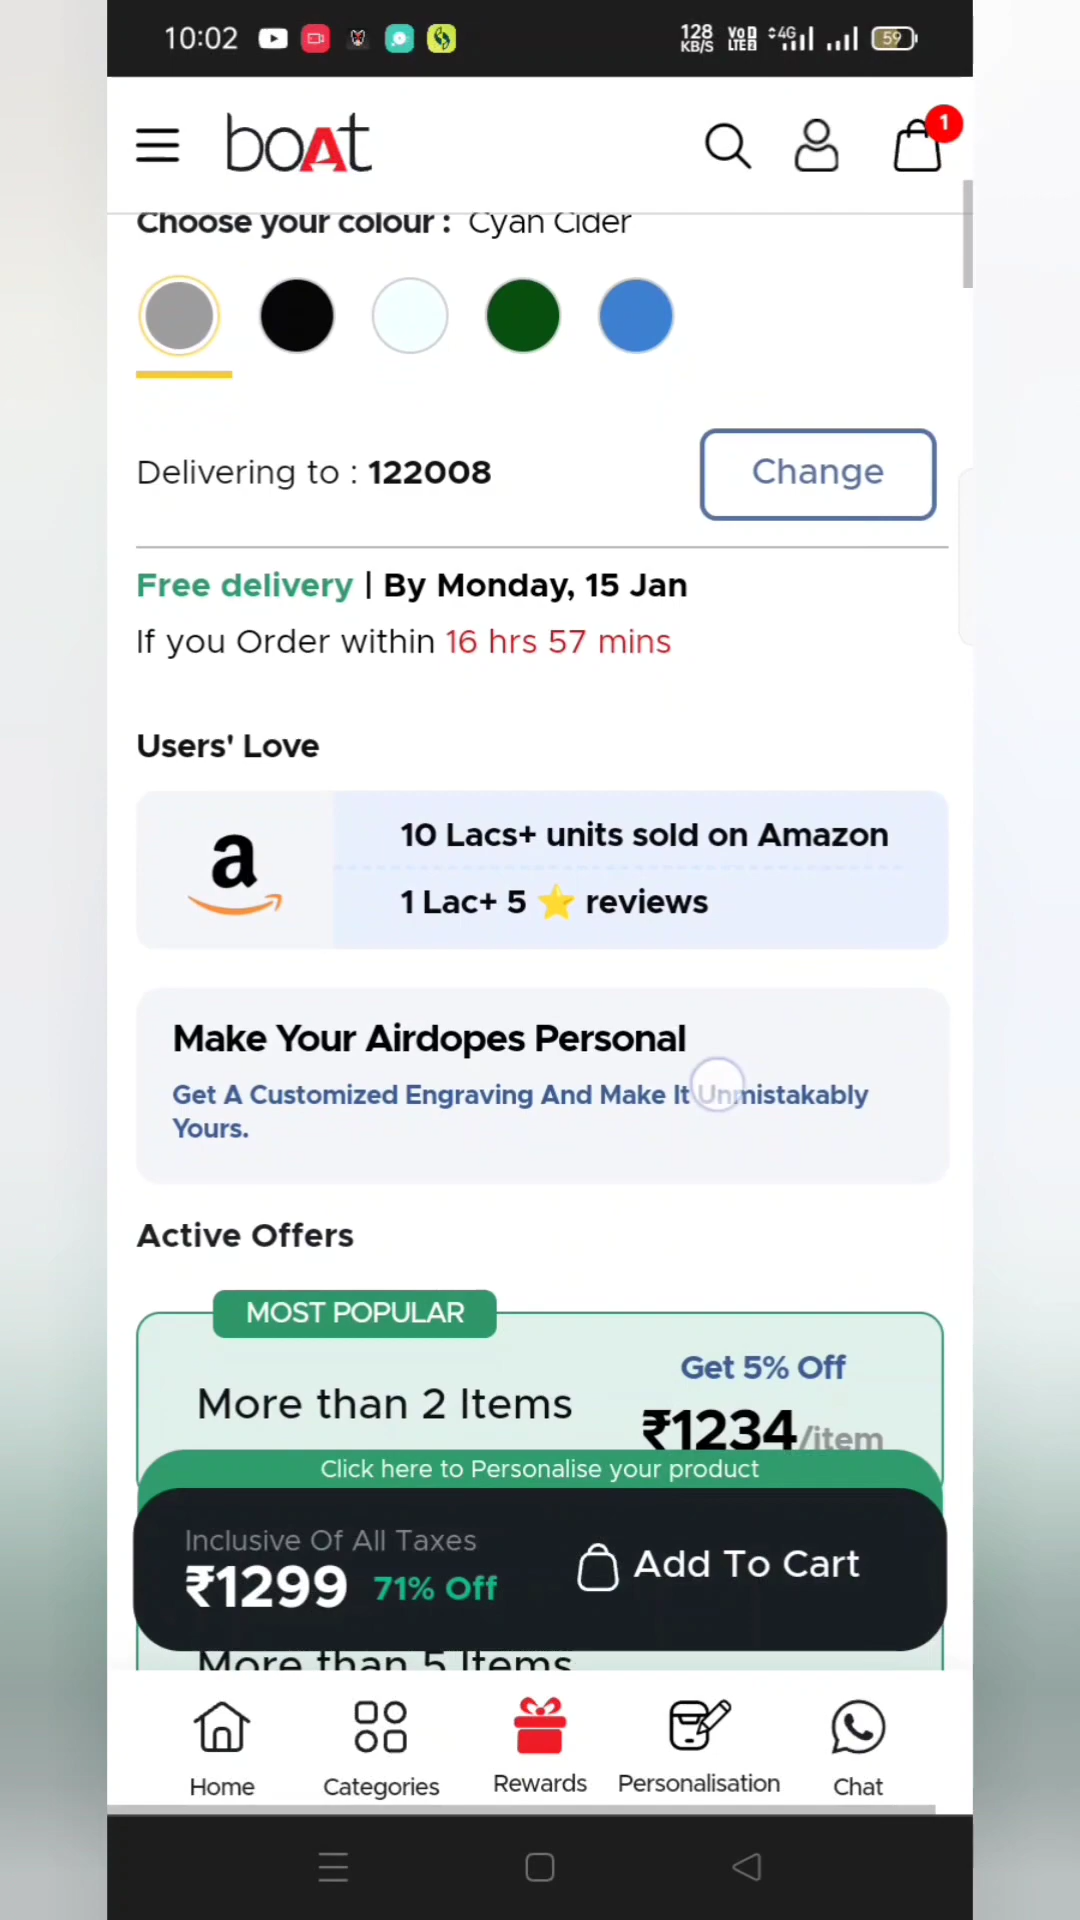 10:02
128
KB/S
VoD
LTE2
4G
59
boAt
1
Choose your colour : Cyan Cider
Delivering to : 122008
Change
Free delivery | By Monday, 15 Jan
If you Order within 16 hrs 57 mins
Users' Love
a
10 Lacs+ units sold on Amazon
1 Lac+ 5 ⭐ reviews
Make Your Airdopes Personal
Get A Customized Engraving And Make It Unmistakably
Yours.
Active Offers
MOST POPULAR
Get 5% Off
More than 2 Items
₹1234/item
Click here to Personalise your product
Inclusive Of All Taxes
₹1299 71% Off
Add To Cart
More than 5 Items
Home
Categories
Rewards
Personalisation
Chat